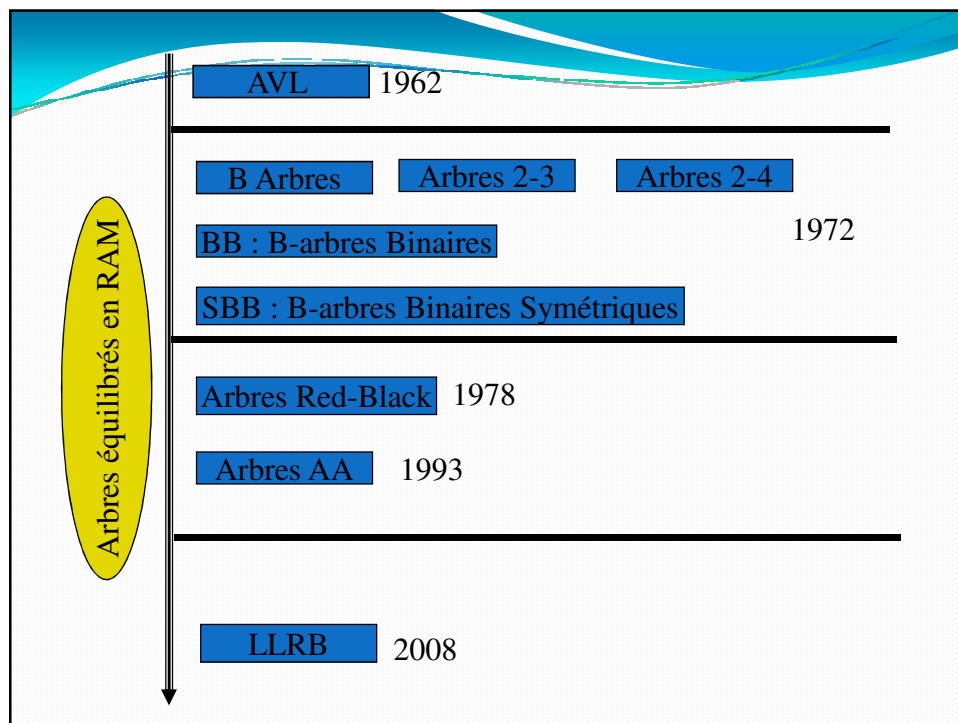 AVL 1962
B Arbres Arbres 2-3 Arbres 2-4
1972
BB : B-arbres Binaires
SBB : B-arbres Binaires Symétriques
Arbres équilibrés en RAM
Arbres Red-Black 1978
Arbres AA 1993
LLRB 2008